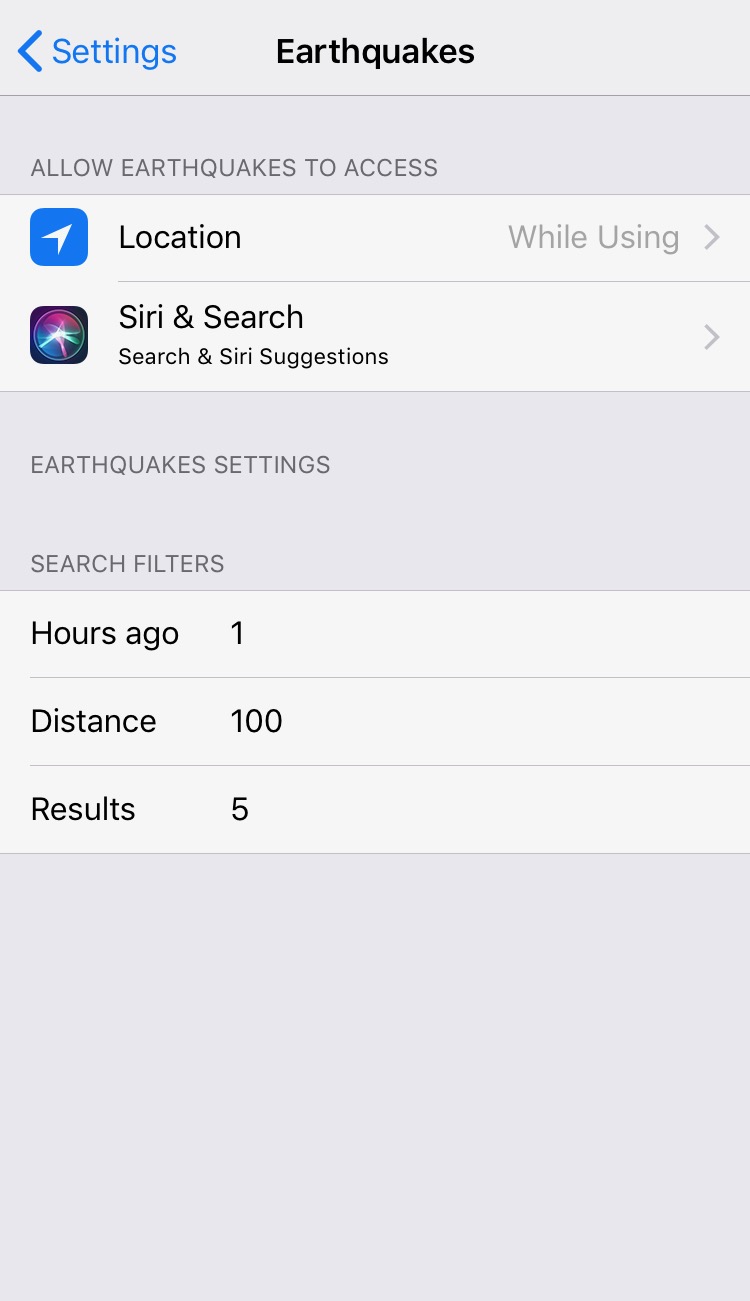 Settings
Earthquakes
ALLOW EARTHQUAKES TO ACCESS
Location While Using
Siri & Search
Search & Siri Suggestions
EARTHQUAKES SETTINGS
SEARCH FILTERS
Hours ago 1
Distance 100
Results 5